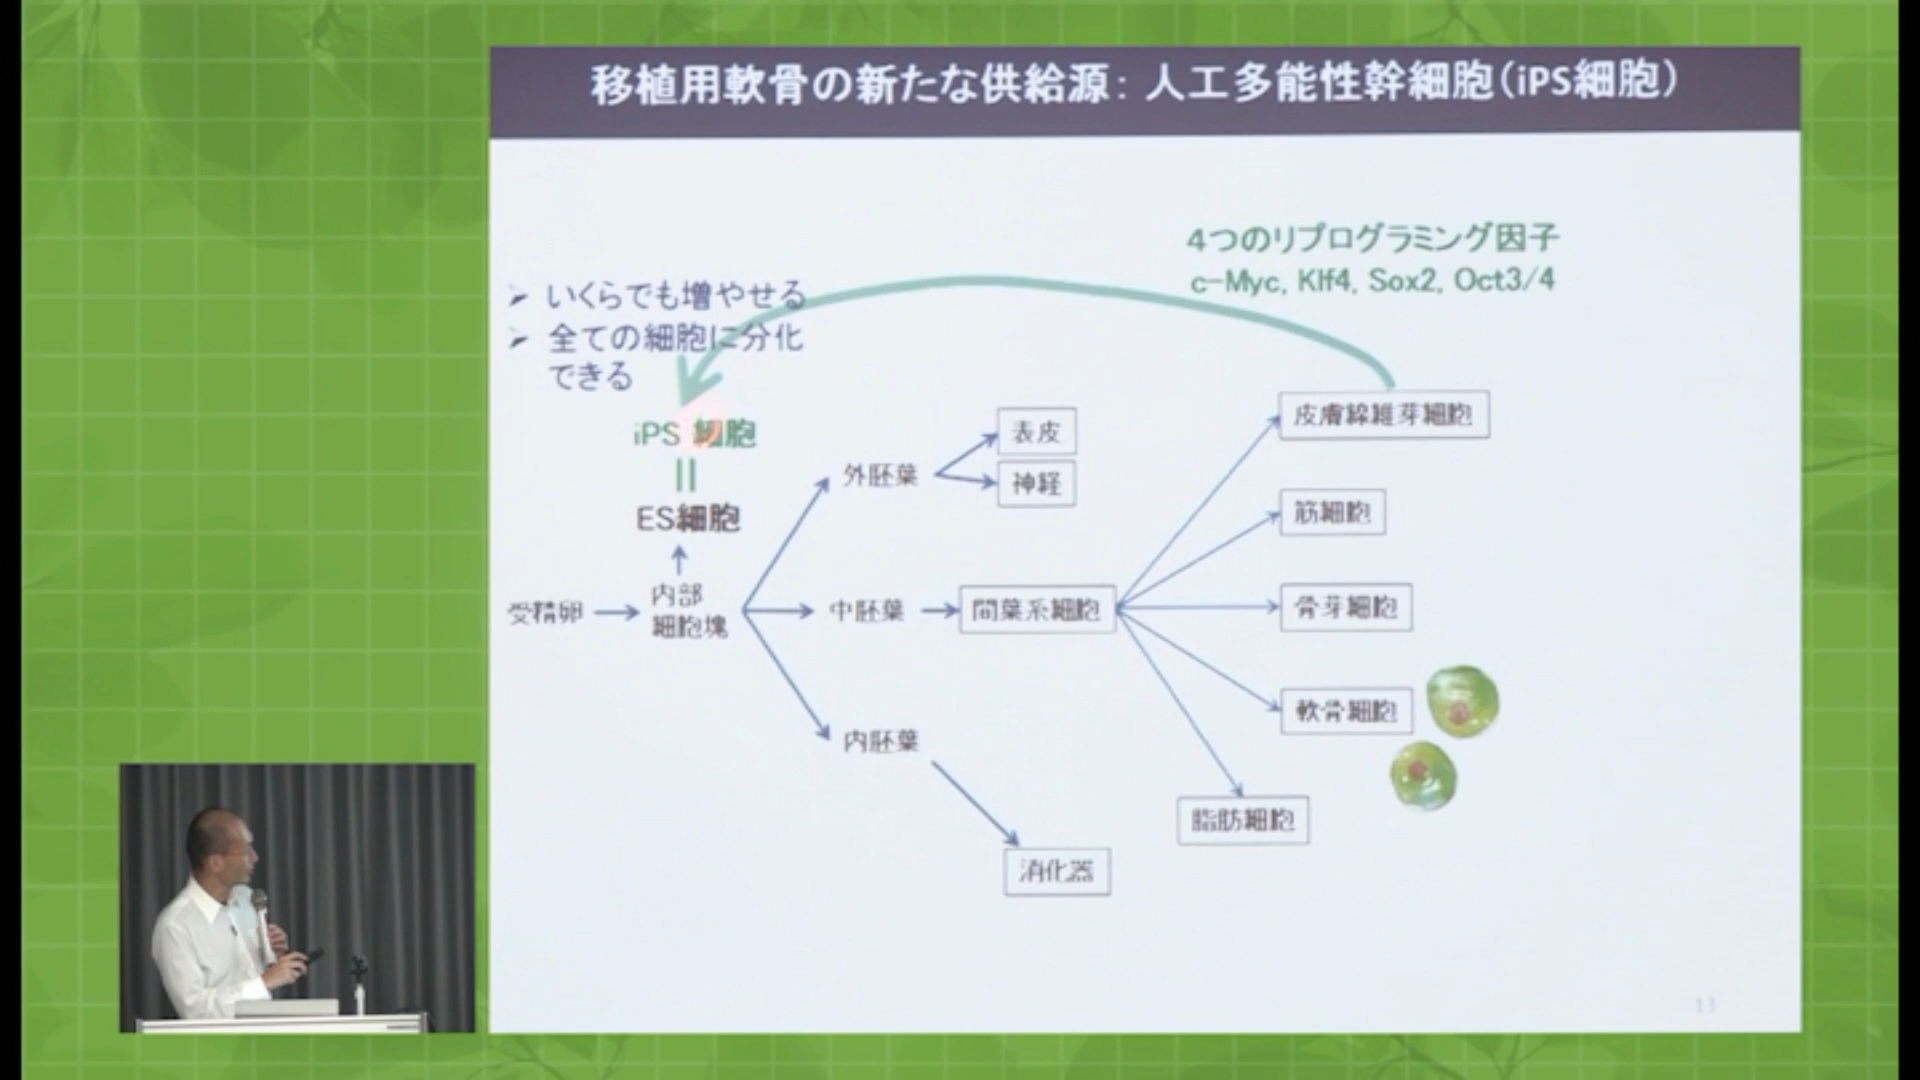 移植用軟骨の新たな供給源：人工多能性幹細胞（iPS細胞）
4つのリプログラミング因子
c-Myc, Klf4, Sox2, Oct3/4
➢ いくらでも増やせる
➢ 全ての細胞に分化
できる
iPS 細胞
||
ES細胞
受精卵
内部
細胞塊
外胚葉
表皮
神経
中胚葉
間葉系細胞
内胚葉
消化器
皮膚線維芽細胞
筋細胞
骨芽細胞
軟骨細胞
脂肪細胞
13